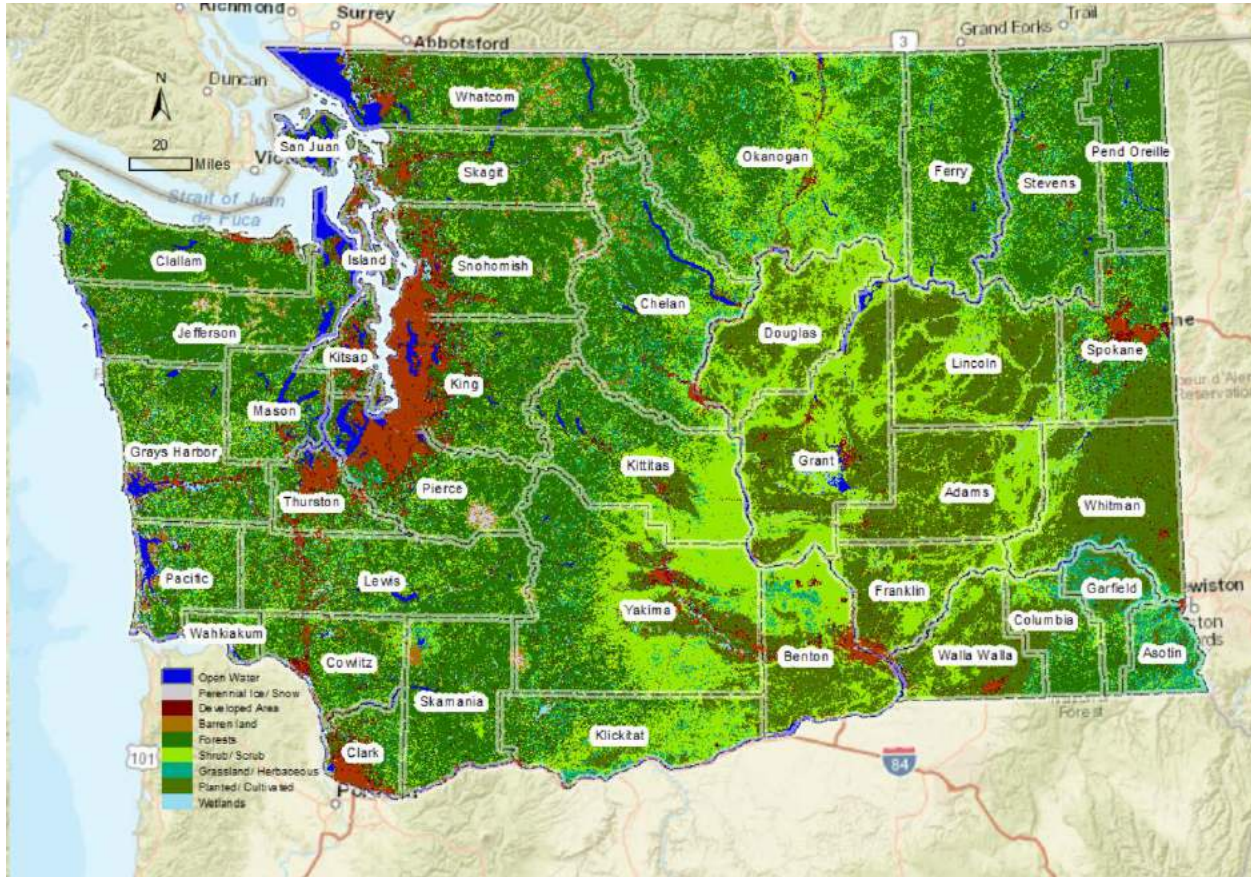 Richmond
Surrey
Abbotsford
3
Grand Forks
Trail
Duncan
N
20
Miles
Strait of Juan
de Fuca
Whatcom
San Juan
Skagit
Okanogan
Ferry
Stevens
Pend Oreille
Clallam
Island
Snohomish
Chelan
Jefferson
Kitsap
Douglas
Lincoln
Spokane
King
Mason
Grays Harbor
Kittitas
Grant
Thurston
Pierce
Adams
Whitman
Pacific
Lewis
Yakima
Franklin
Garfield
Columbia
Wahkiakum
Cowlitz
Benton
Walla Walla
Asotin
Skamania
Klickitat
Clark
Forest
Open Water
Perennial Ice/ Snow
Developed Area
Barren land
Forests
Shrub/ Scrub
Grassland/ Herbaceous
Planted/ Cultivated
Wetlands
101
84